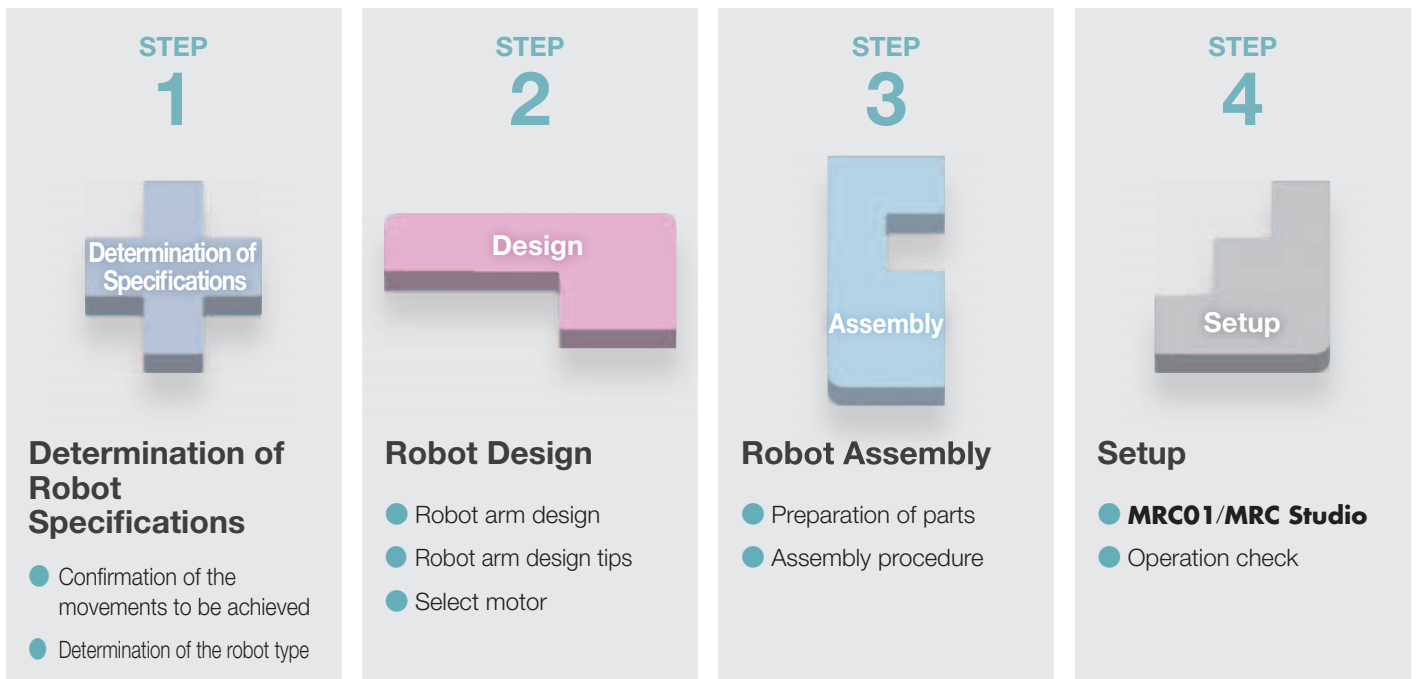 STEP
1
Determination of
Specifications
Determination of
Robot
Specifications
Confirmation of the
movements to be achieved
Determination of the robot type
STEP
2
Design
Robot Design
Robot arm design
Robot arm design tips
Select motor
STEP
3
Assembly
Robot Assembly
Preparation of parts
Assembly procedure
STEP
4
Setup
Setup
MRC01/MRC Studio
Operation check